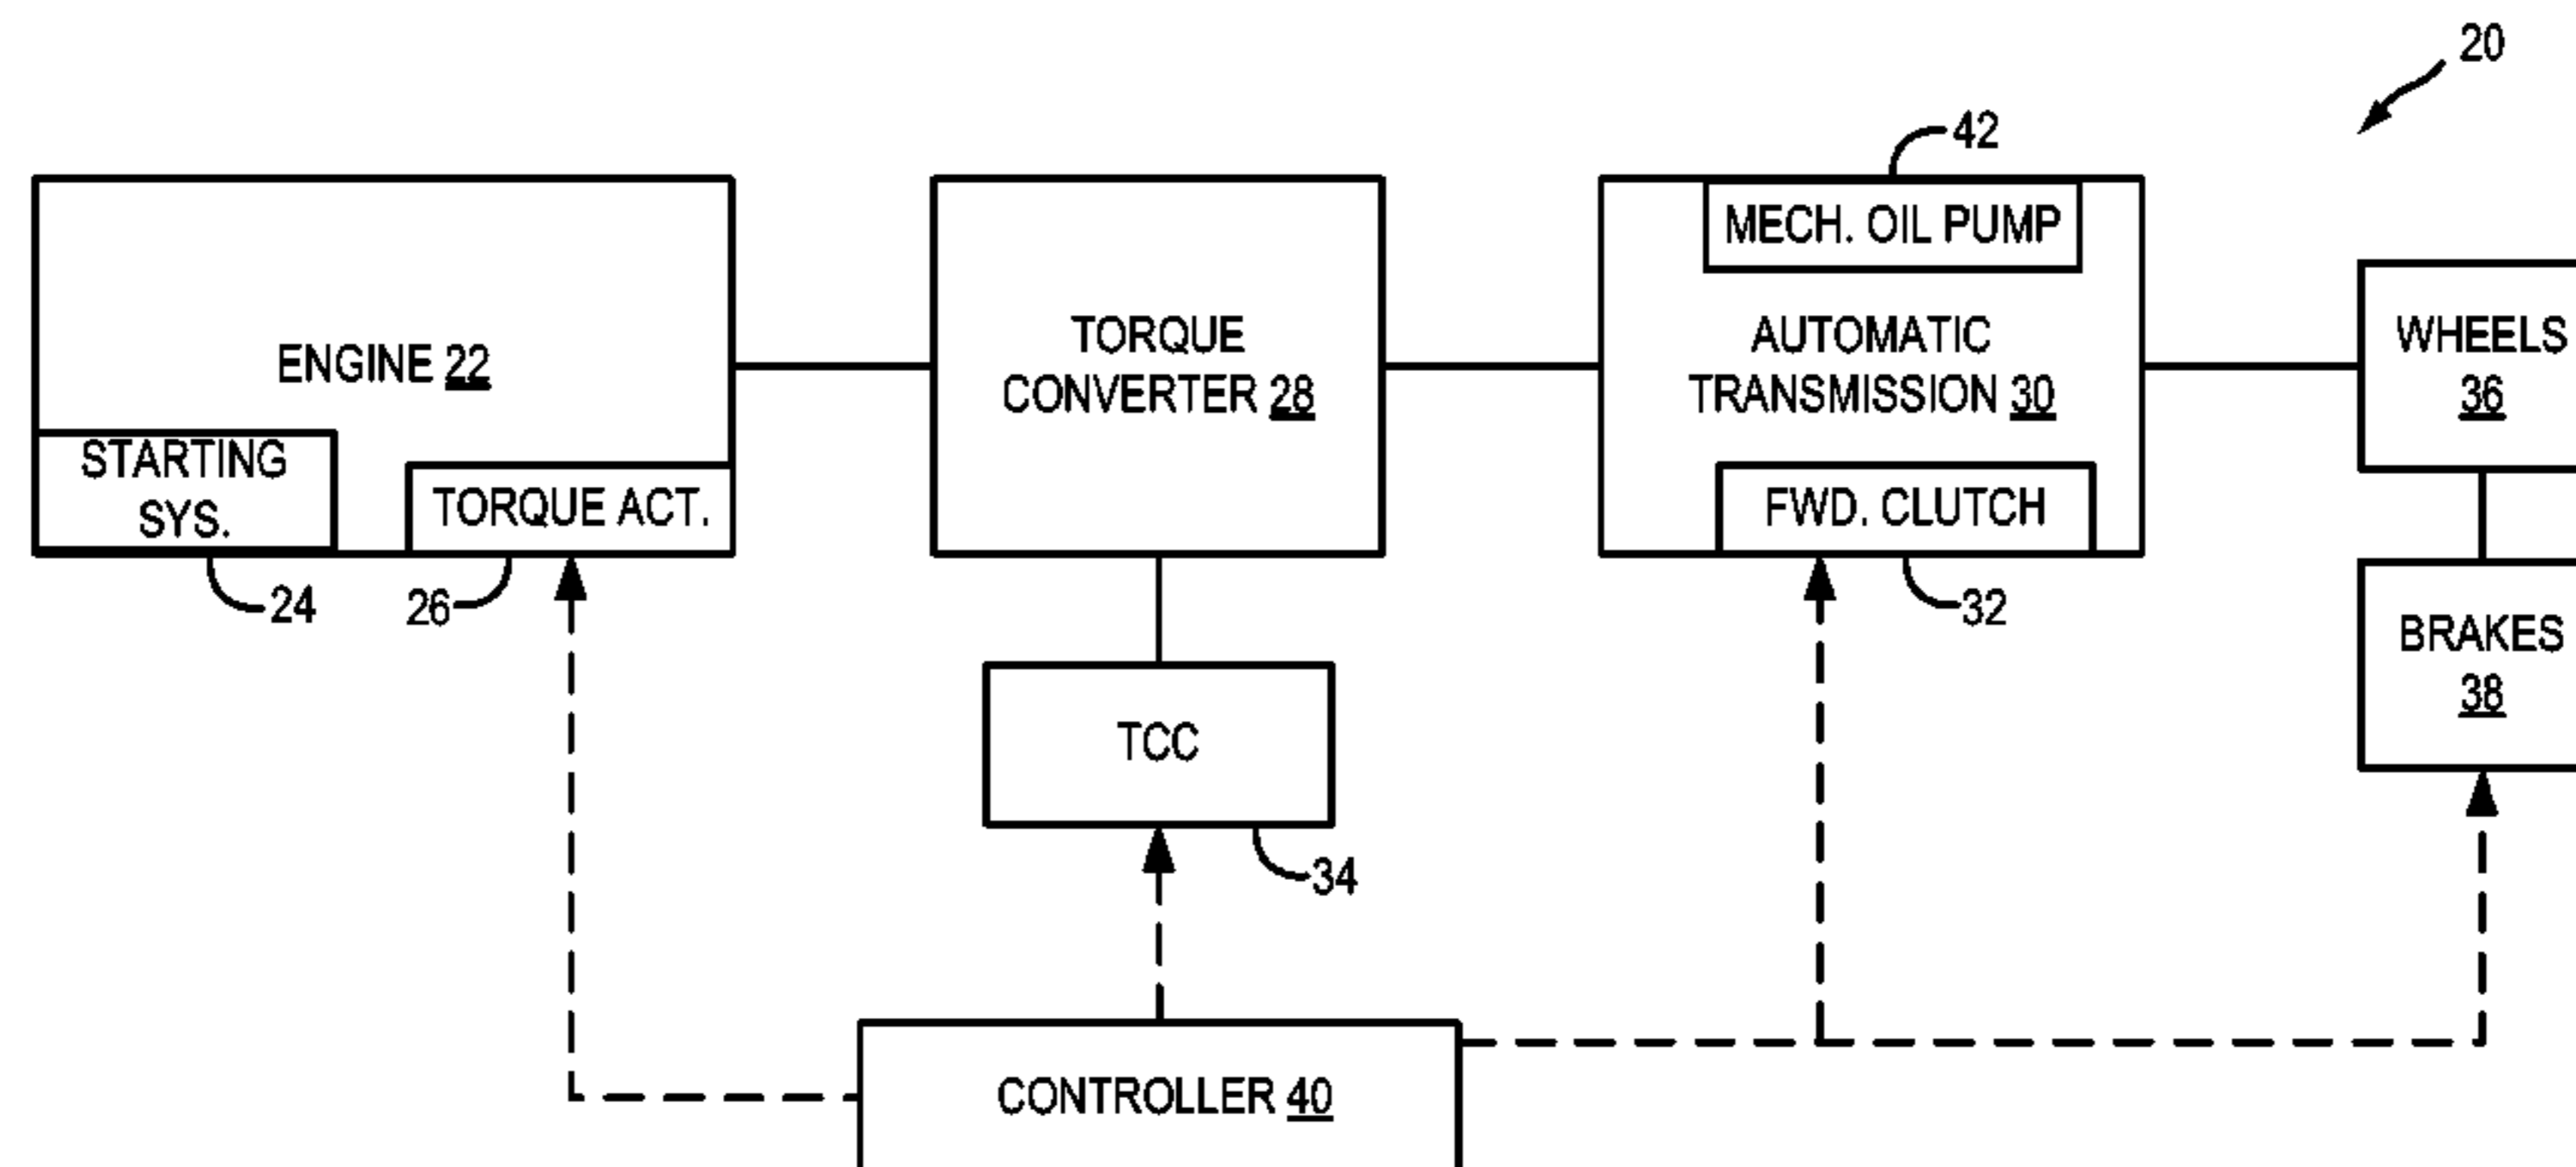 20
42
MECH. OIL PUMP
ENGINE 22
TORQUE
CONVERTER 28
AUTOMATIC
TRANSMISSION 30
WHEELS
36
STARTING
SYS.
TORQUE ACT.
FWD. CLUTCH
24
26
32
BRAKES
38
TCC
34
CONTROLLER 40